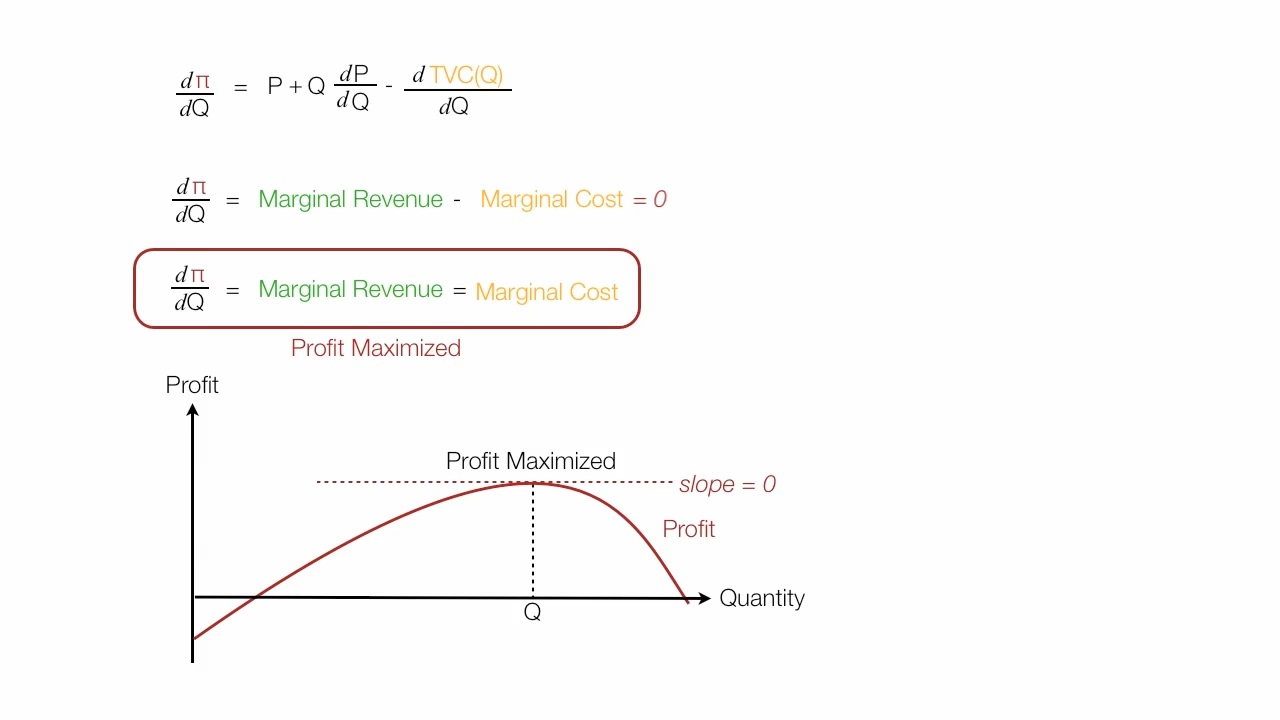 dπ/dQ = P + Q dP/dQ - d TVC(Q)/dQ
dπ/dQ = Marginal Revenue - Marginal Cost = 0
dπ/dQ = Marginal Revenue = Marginal Cost
Profit Maximized
Profit
Profit Maximized
slope = 0
Profit
Quantity
Q